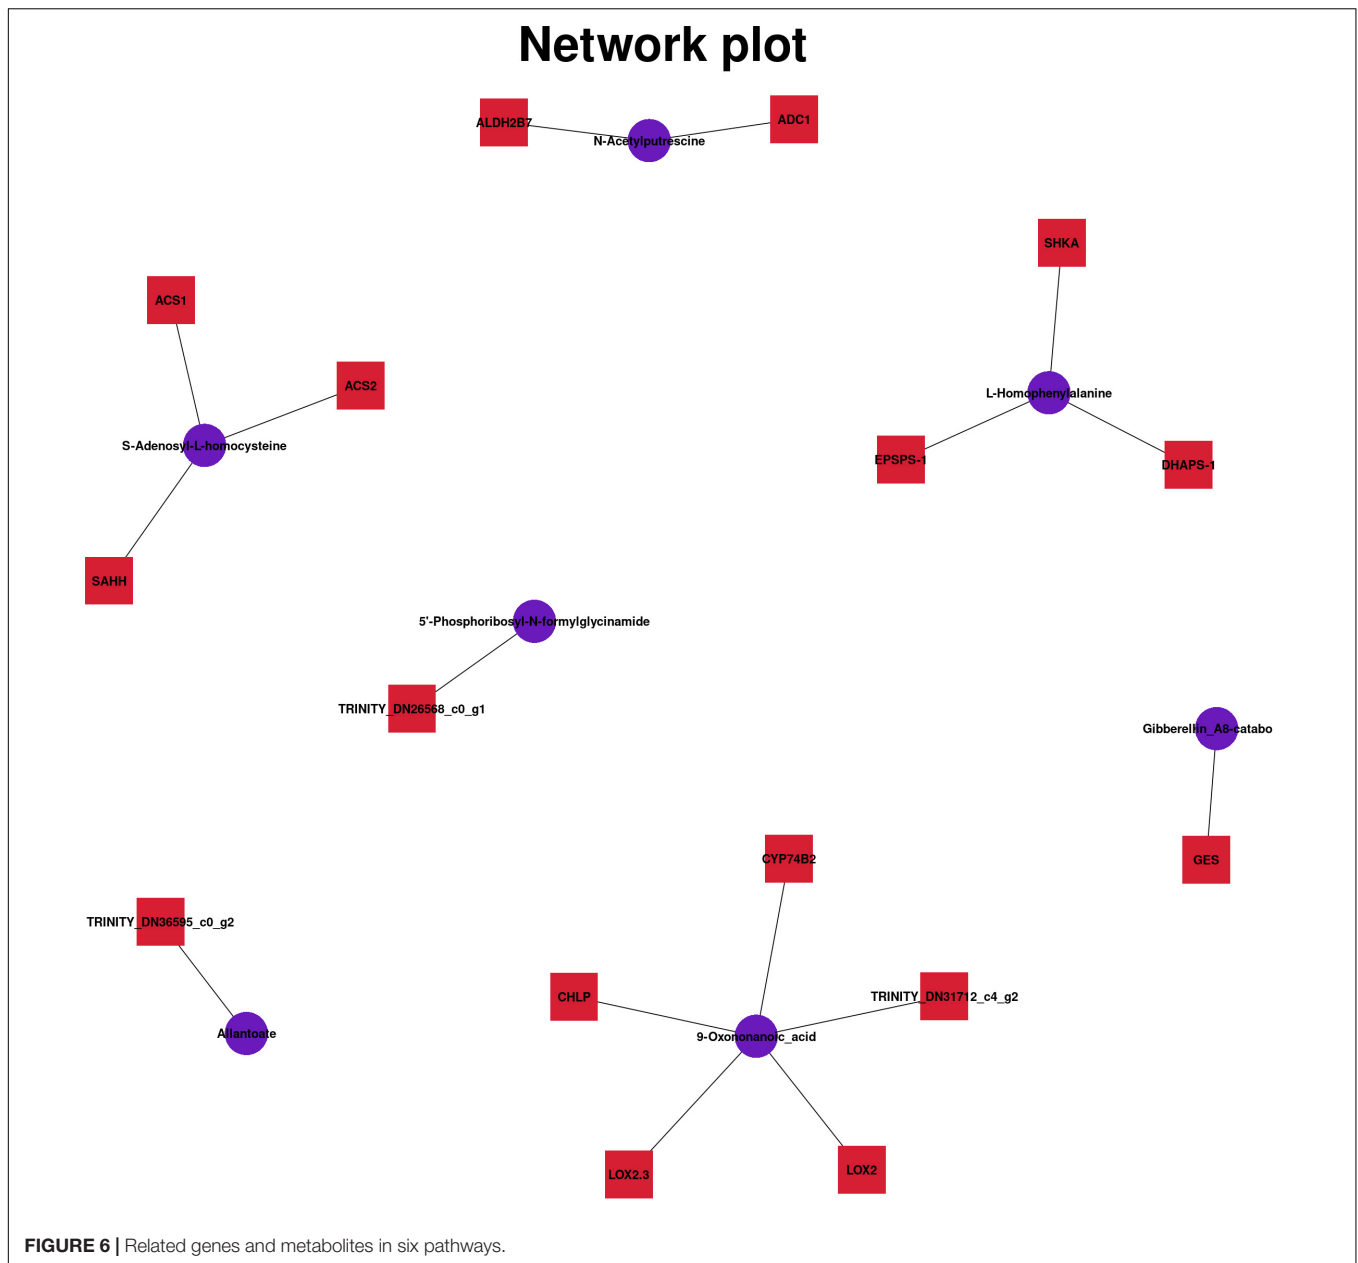 Network plot
ALDH2B7
ADC1
N-Acetylputrescine
SHKA
ACS1
ACS2
L-Homophenylalanine
S-Adenosyl-L-homocysteine
EPSPS-1
DHAPS-1
SAHH
5'-Phosphoribosyl-N-formylglycinamide
TRINITY_DN26568_c0_g1
Gibberellin_A8-catabo
CYP74B2
GES
TRINITY_DN36595_c0_g2
CHLP
TRINITY_DN31712_c4_g2
Allantoate
9-Oxononanoic_acid
LOX2.3
LOX2
FIGURE 6 | Related genes and metabolites in six pathways.